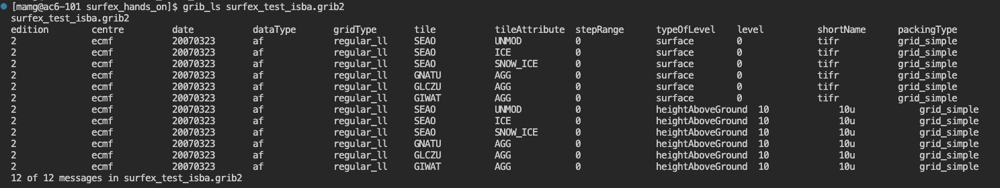 [mamg@ac6-101 surfex_hands_on]$ grib_ls surfex_test_isba.grib2
surfex_test_isba.grib2
edition centre date dataType gridType tile tileAttribute stepRange typeOfLevel level shortName packingType
2 ecmf 20070323 af regular_ll SEAO UNMOD 0 surface 0 tifr grid_simple
2 ecmf 20070323 af regular_ll SEAO ICE 0 surface 0 tifr grid_simple
2 ecmf 20070323 af regular_ll SEAO SNOW_ICE 0 surface 0 tifr grid_simple
2 ecmf 20070323 af regular_ll GNATU AGG 0 surface 0 tifr grid_simple
2 ecmf 20070323 af regular_ll GLCZU AGG 0 surface 0 tifr grid_simple
2 ecmf 20070323 af regular_ll GIWAT AGG 0 surface 0 tifr grid_simple
2 ecmf 20070323 af regular_ll SEAO UNMOD 0 heightAboveGround 10 10u grid_simple
2 ecmf 20070323 af regular_ll SEAO ICE 0 heightAboveGround 10 10u grid_simple
2 ecmf 20070323 af regular_ll SEAO SNOW_ICE 0 heightAboveGround 10 10u grid_simple
2 ecmf 20070323 af regular_ll GNATU AGG 0 heightAboveGround 10 10u grid_simple
2 ecmf 20070323 af regular_ll GLCZU AGG 0 heightAboveGround 10 10u grid_simple
2 ecmf 20070323 af regular_ll GIWAT AGG 0 heightAboveGround 10 10u grid_simple
12 of 12 messages in surfex_test_isba.grib2